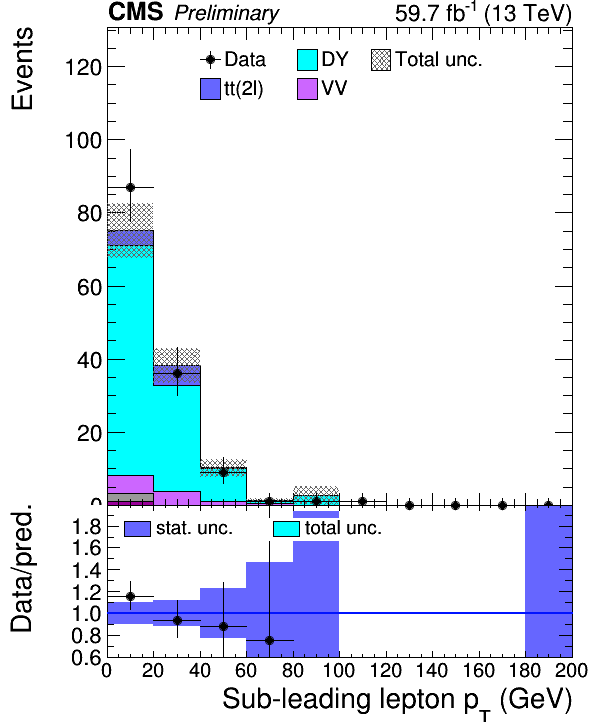 CMS Preliminary 59.7 fb⁻¹ (13 TeV)
Events
Data DY Total unc.
tt(2l) VV
120
100
80
60
40
20
0
Data/pred.
stat. unc. total unc.
1.8
1.6
1.4
1.2
1.0
0.8
0.6
0 20 40 60 80 100 120 140 160 180 200
Sub-leading lepton p_T (GeV)